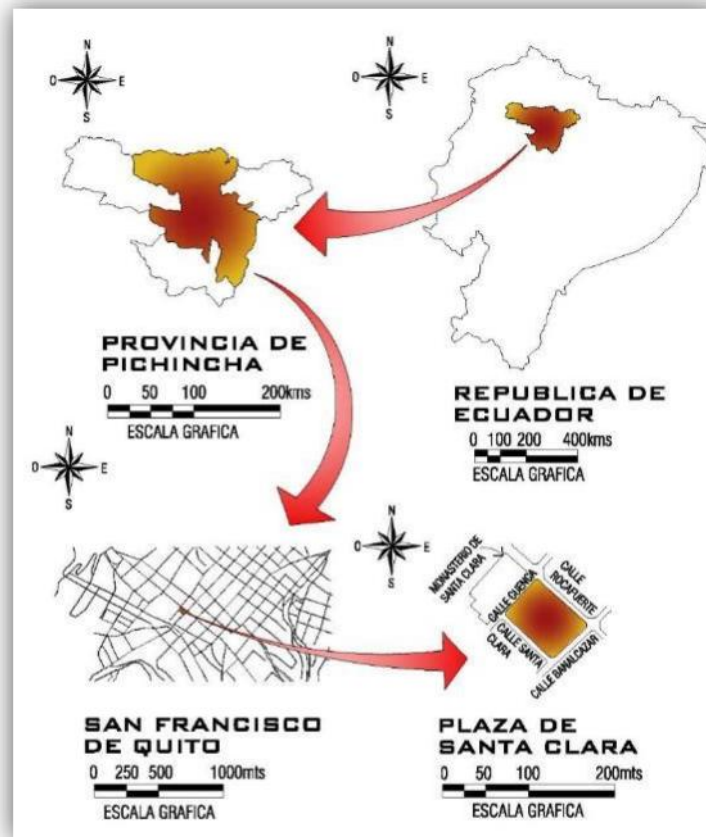 N
O E
S
N
O E
S
PROVINCIA DE
PICHINCHA
0 50 100 200kms
ESCALA GRAFICA
REPUBLICA DE
ECUADOR
0 100 200 400kms
ESCALA GRAFICA
N
O E
S
N
O E
S
MONASTERIO DE
SANTA CLARA
CALLE CUENCA
CALLE
ROCAFUERTE
CALLE SANTA
CLARA
CALLE BANALCAZAR
SAN FRANCISCO
DE QUITO
0 250 500 1000mts
ESCALA GRAFICA
PLAZA DE
SANTA CLARA
0 50 100 200mts
ESCALA GRAFICA